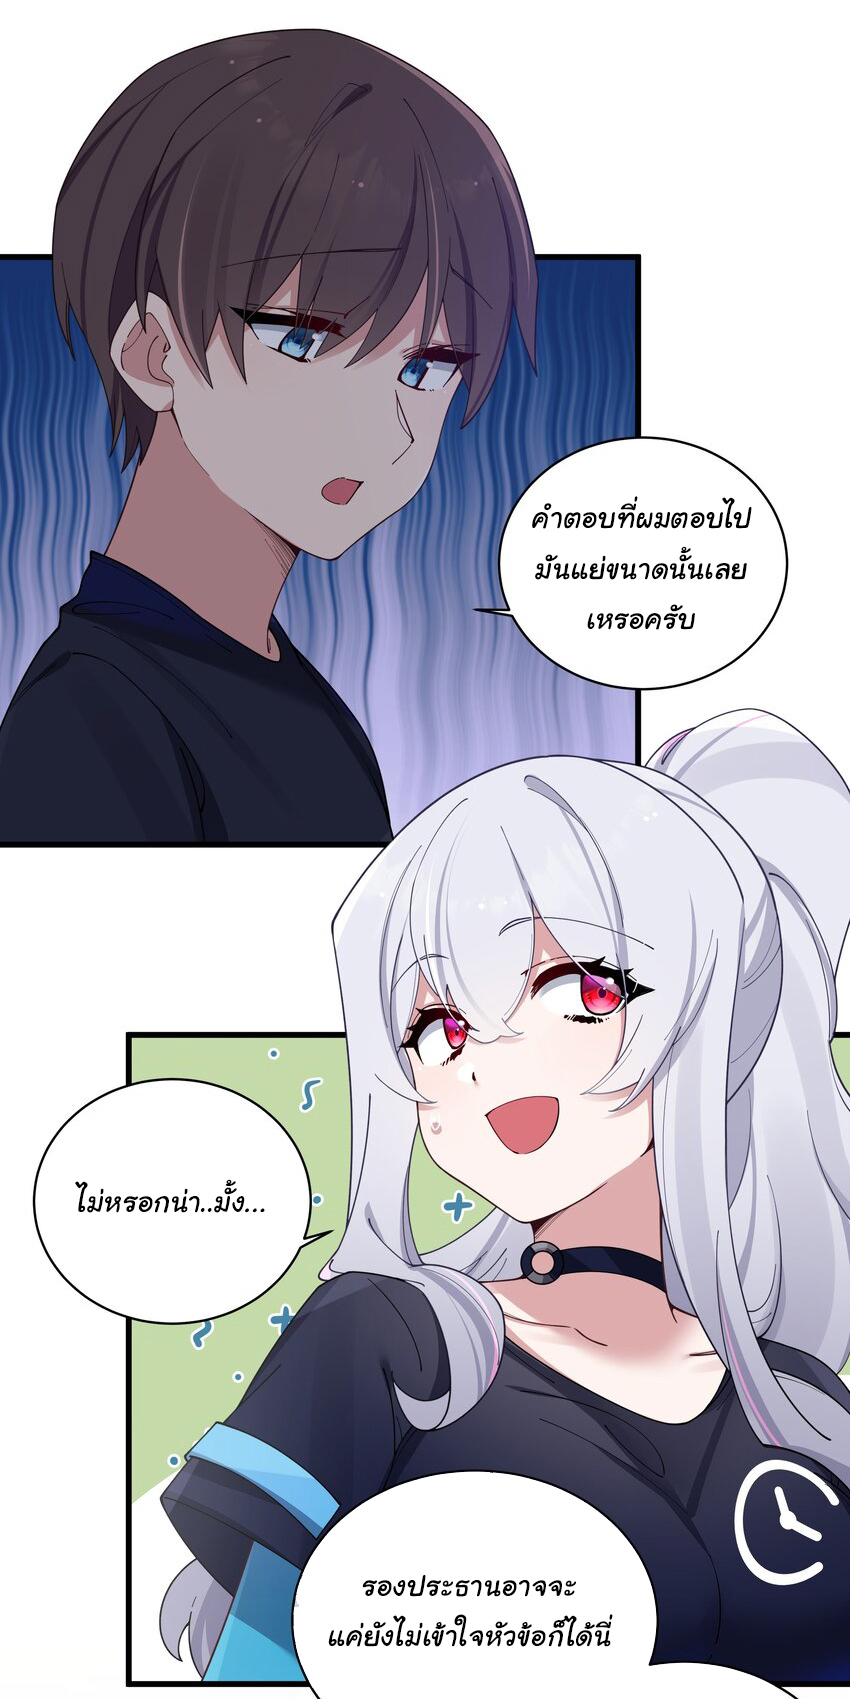 คำตอบที่ผมตอบไป
มันแย่ขนาดนั้นเลย
เหรอครับ
ไม่หรอกน่า..มั้ง...
รองประธานอาจจะ
แค่ยังไม่เข้าใจหัวข้อก็ได้นี่